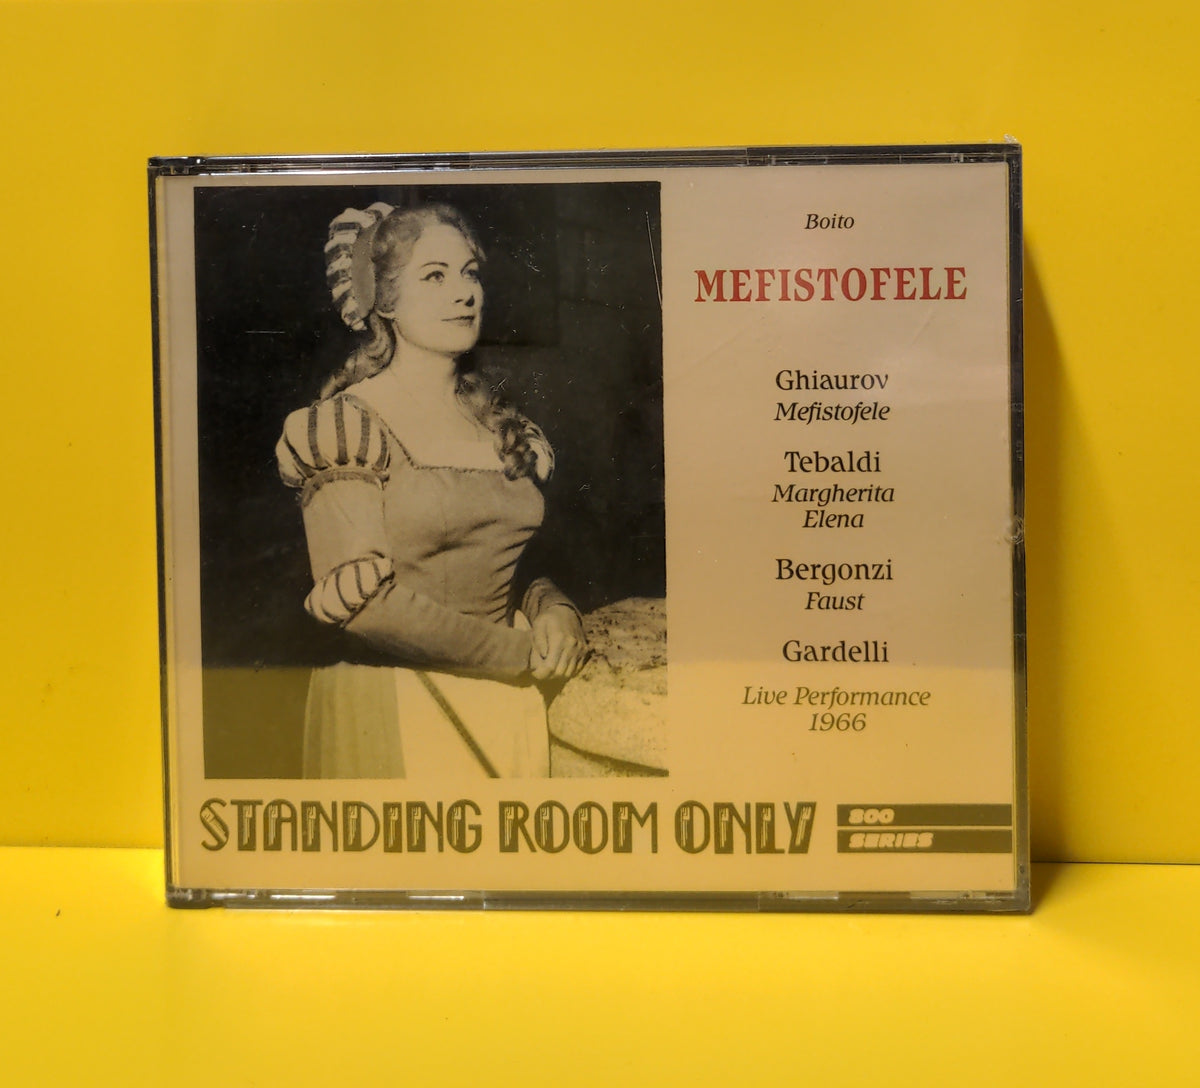 Boito
MEFISTOFELE
Ghiaurov
Mefistofele
Tebaldi
Margherita
Elena
Bergonzi
Faust
Gardelli
Live Performance
1966
STANDING ROOM ONLY
800
SERIES